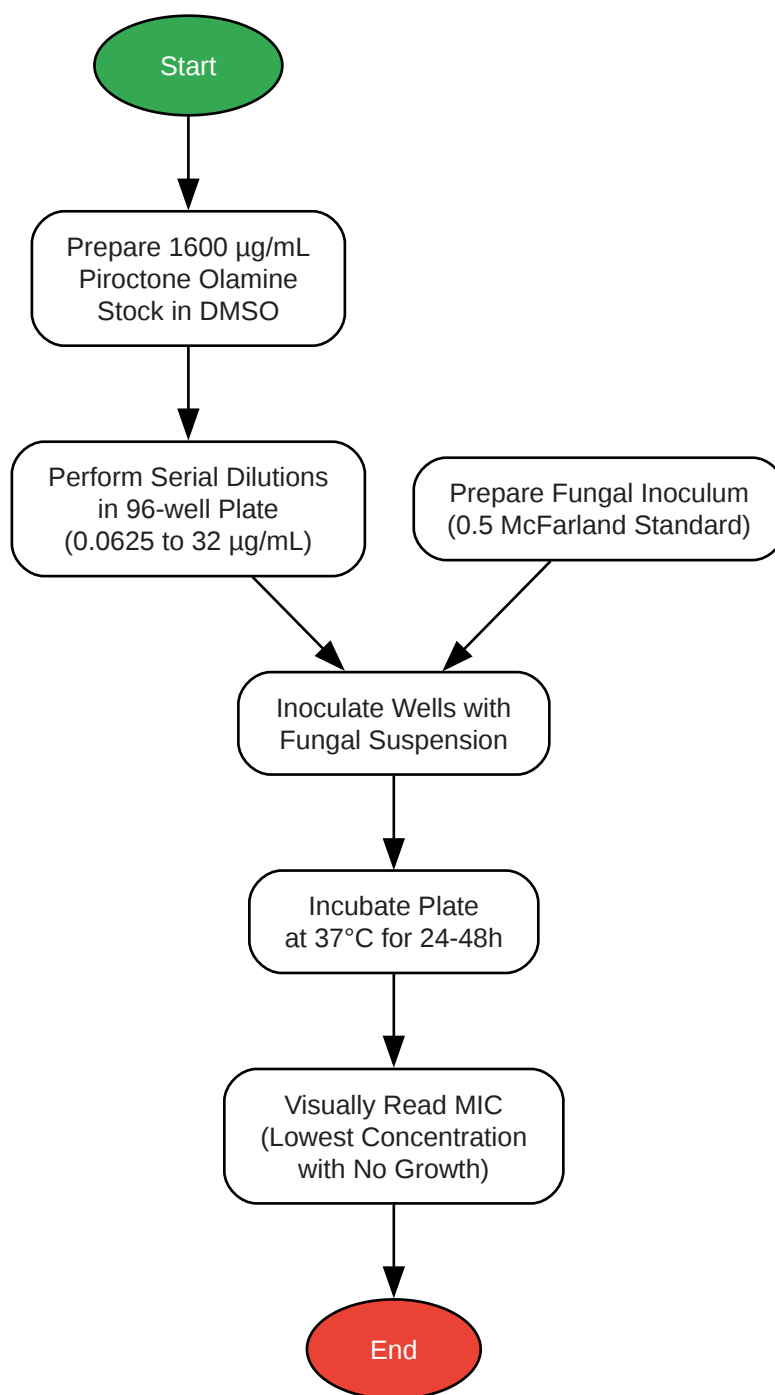 Start
Prepare 1600 µg/mL
Piroctone Olamine
Stock in DMSO
Perform Serial Dilutions
in 96-well Plate
(0.0625 to 32 µg/mL)
Prepare Fungal Inoculum
(0.5 McFarland Standard)
Inoculate Wells with
Fungal Suspension
Incubate Plate
at 37°C for 24-48h
Visually Read MIC
(Lowest Concentration
with No Growth)
End